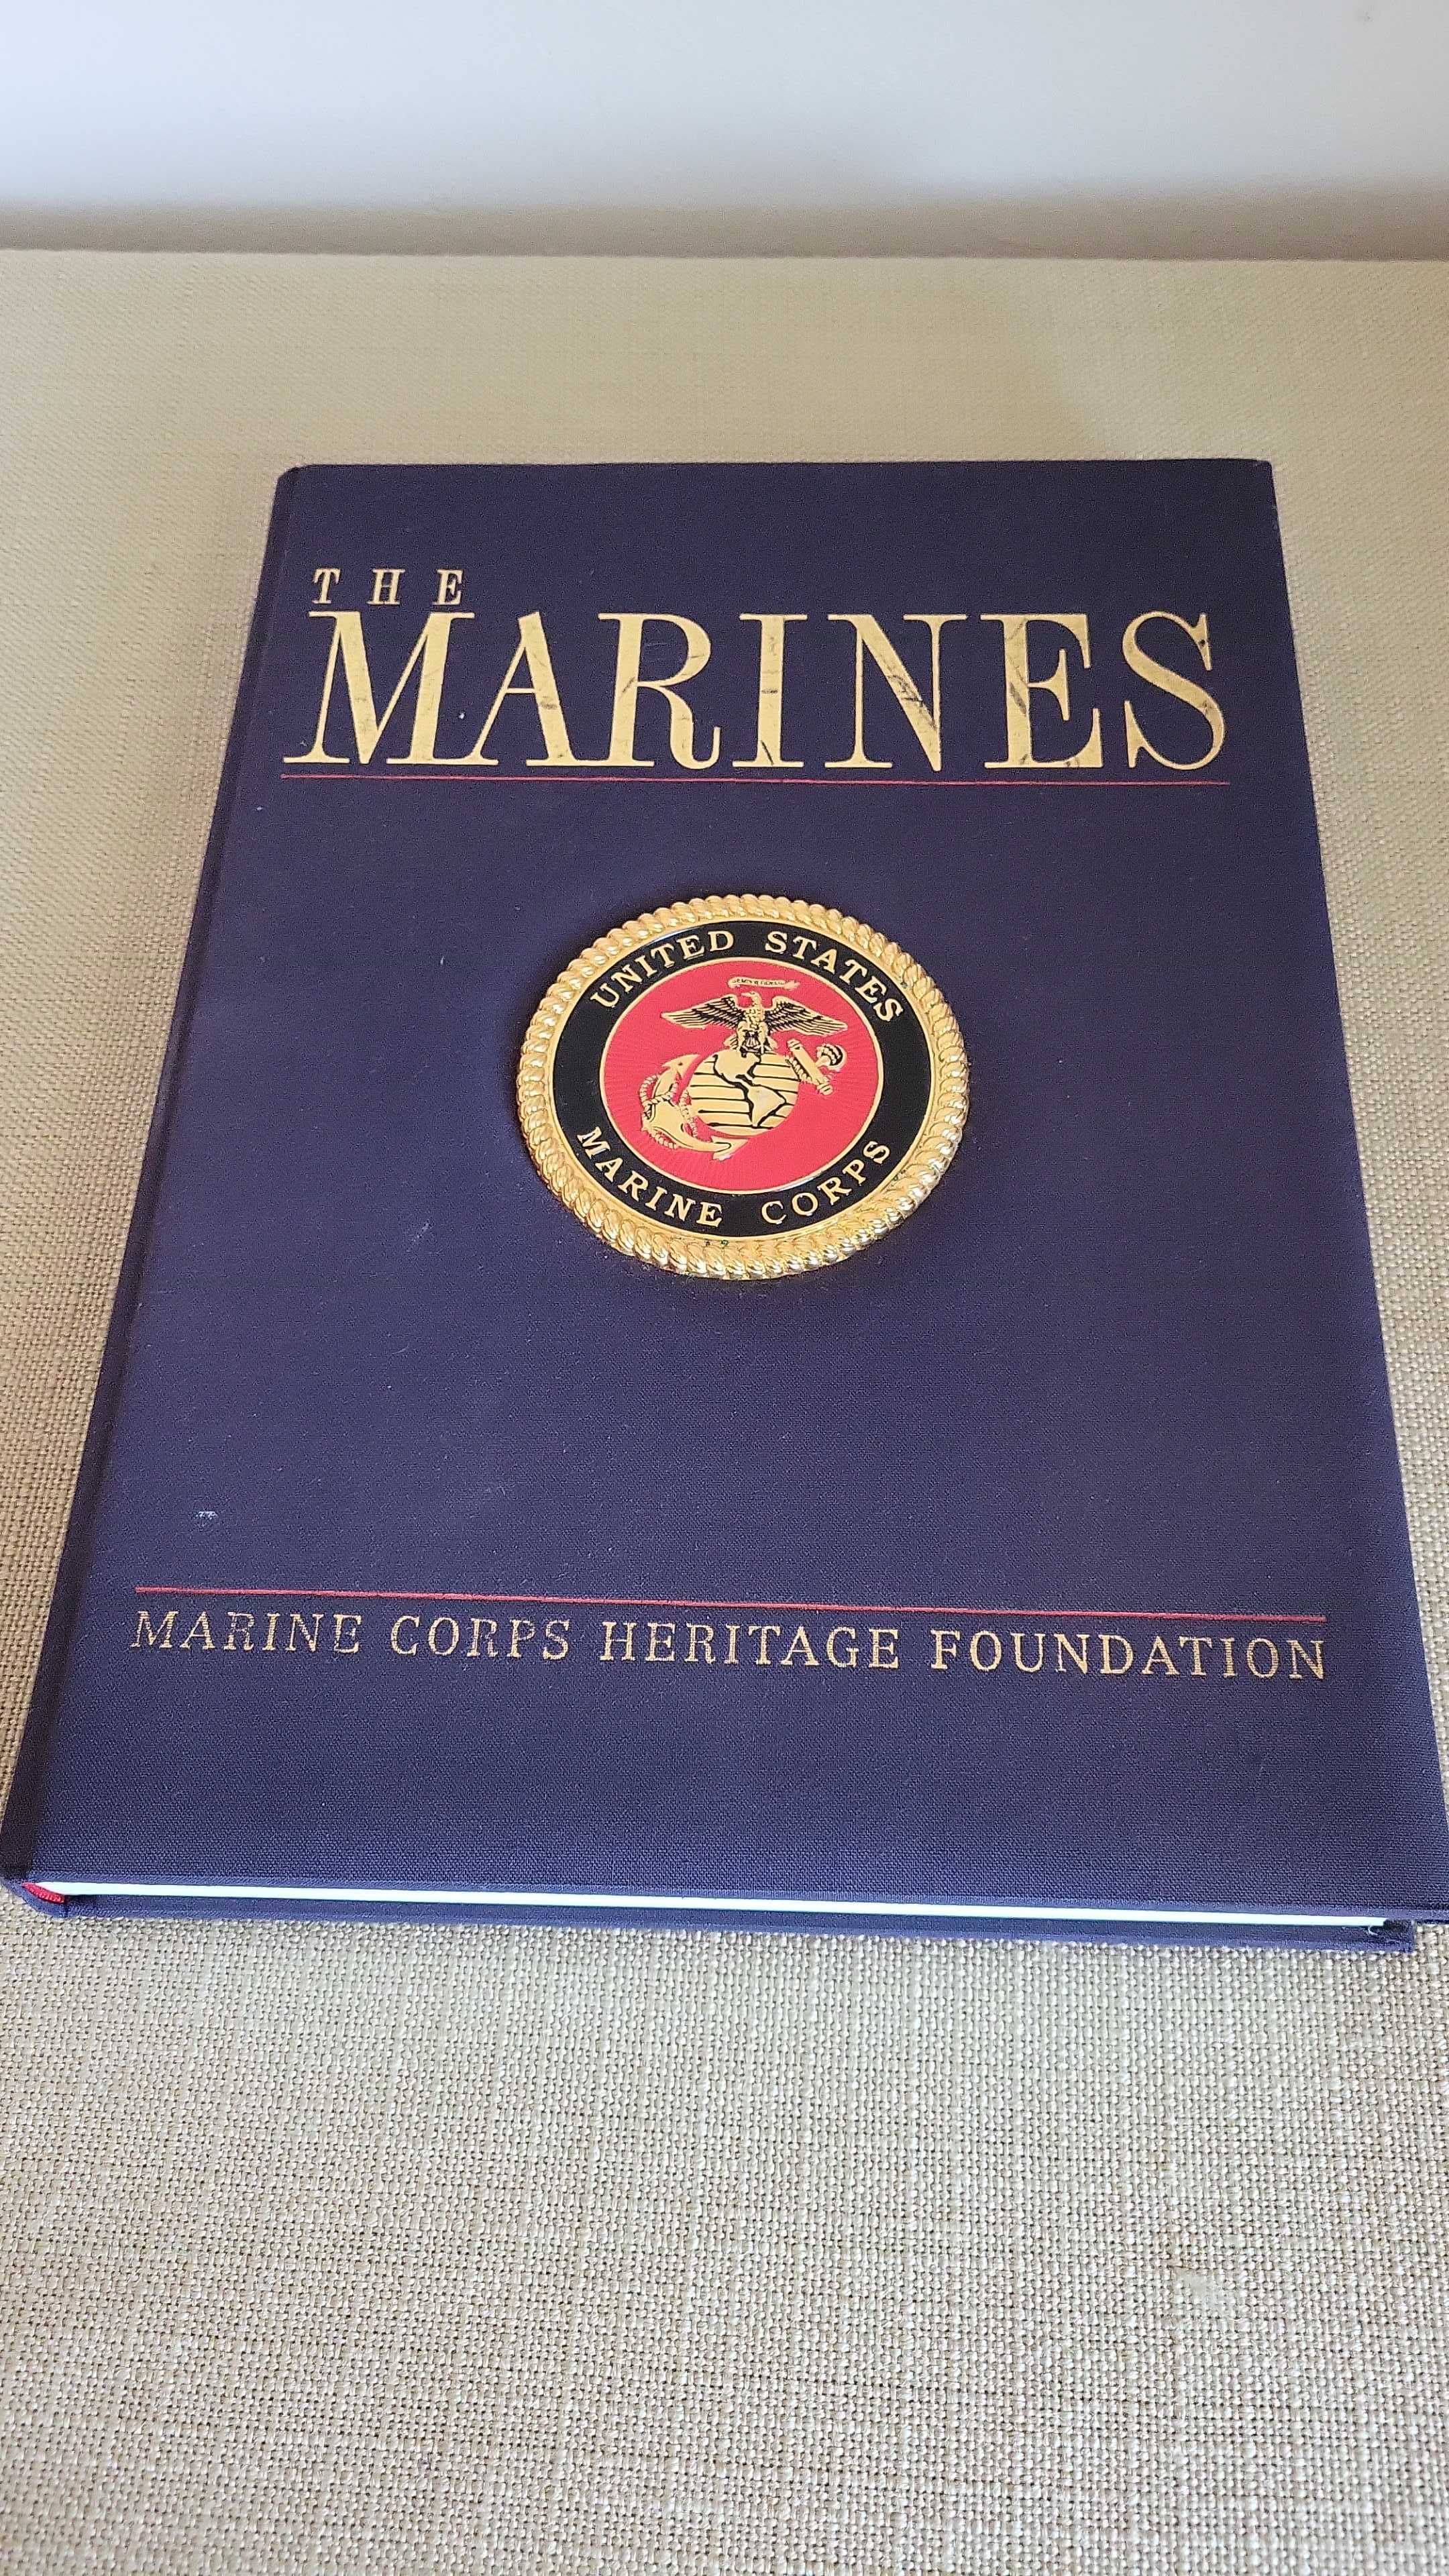 THE
MARINES
UNITED STATES
MARINE CORPS
MARINE CORPS HERITAGE FOUNDATION